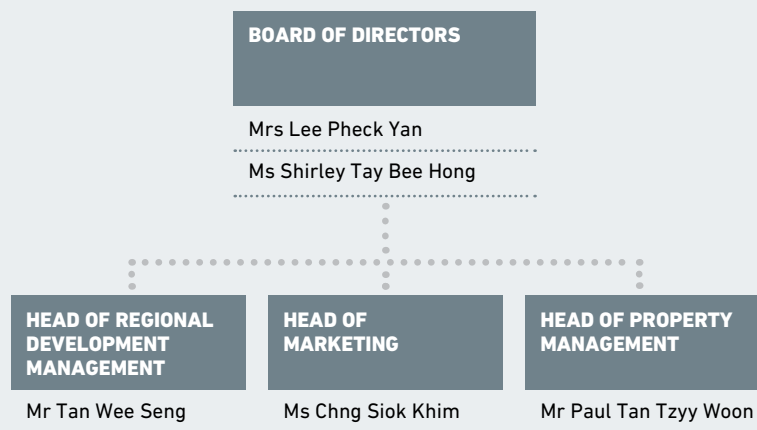 BOARD OF DIRECTORS
Mrs Lee Pheck Yan
Ms Shirley Tay Bee Hong
HEAD OF REGIONAL
DEVELOPMENT
MANAGEMENT
Mr Tan Wee Seng
HEAD OF
MARKETING
Ms Chng Siok Khim
HEAD OF PROPERTY
MANAGEMENT
Mr Paul Tan Tzyy Woon